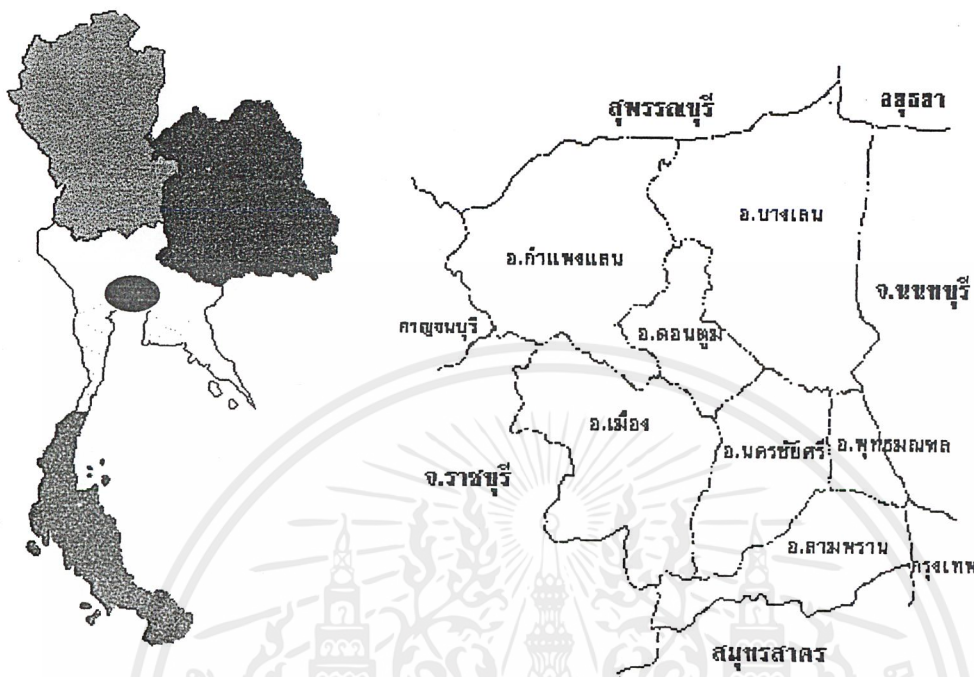 สุพรรณบุรี
อยุธยา
อ.บางเลน
อ.กำแพงแสน
จ.นนทบุรี
กาญจนบุรี
อ.ดอนตูม
อ.เมือง
อ.นครชัยศรี
อ.พุทธมณฑล
จ.ราชบุรี
อ.สามพราน
กรุงเทพ
สมุทรสาคร